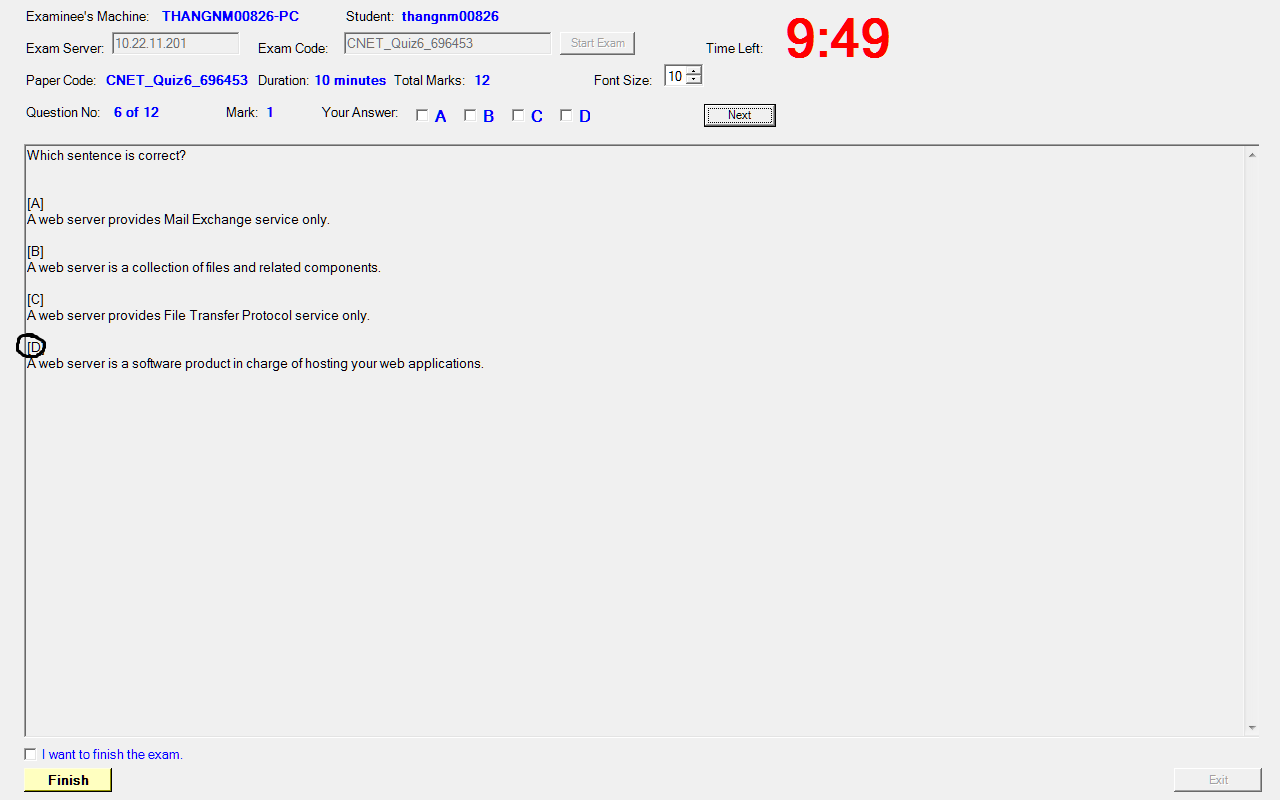 Examinee's Machine: THANGNM00826-PC Student: thangnm00826
Exam Server: 10.22.11.201 Exam Code: CNET_Quiz6_696453 Start Exam Time Left: 9:49
Paper Code: CNET_Quiz6_696453 Duration: 10 minutes Total Marks: 12 Font Size: 10
Question No: 6 of 12 Mark: 1 Your Answer: A B C D Next
Which sentence is correct?
[A]
A web server provides Mail Exchange service only.
[B]
A web server is a collection of files and related components.
[C]
A web server provides File Transfer Protocol service only.
[D]
A web server is a software product in charge of hosting your web applications.
I want to finish the exam.
Finish Exit